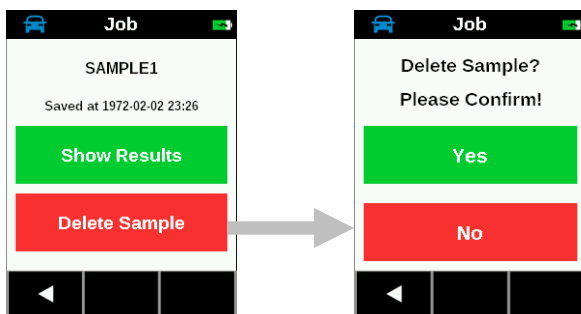 Job
SAMPLE1
Saved at 1972-02-02 23:26
Show Results
Delete Sample
Job
Delete Sample?
Please Confirm!
Yes
No